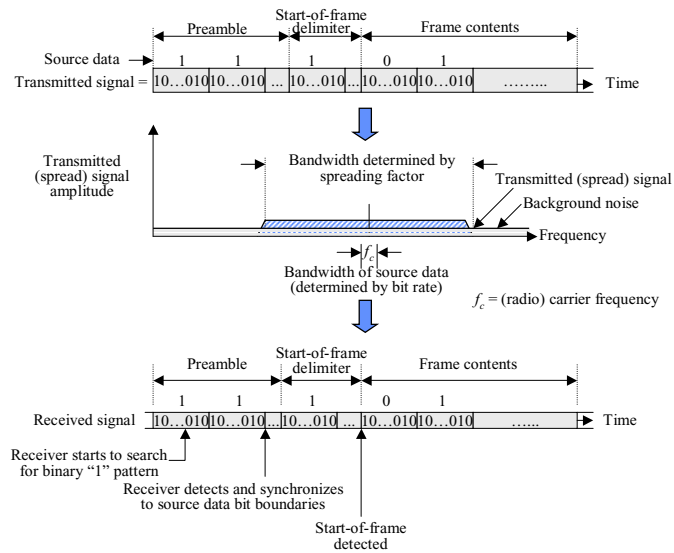 Preamble
Start-of-frame
delimiter
Frame contents
Source data
1 1 1 0 1
Transmitted signal = 10…010 10…010 ... 10…010 ... 10…010 10…010 ……... Time
Transmitted
(spread) signal
amplitude
Bandwidth determined by
spreading factor
Transmitted (spread) signal
Background noise
Frequency
fc
Bandwidth of source data
(determined by bit rate)
fc = (radio) carrier frequency
Preamble
Start-of-frame
delimiter
Frame contents
1 1 1 0 1
Received signal 10…010 10…010 ... 10…010 ... 10…010 10…010 …... Time
Receiver starts to search
for binary “1” pattern
Receiver detects and synchronizes
to source data bit boundaries
Start-of-frame
detected